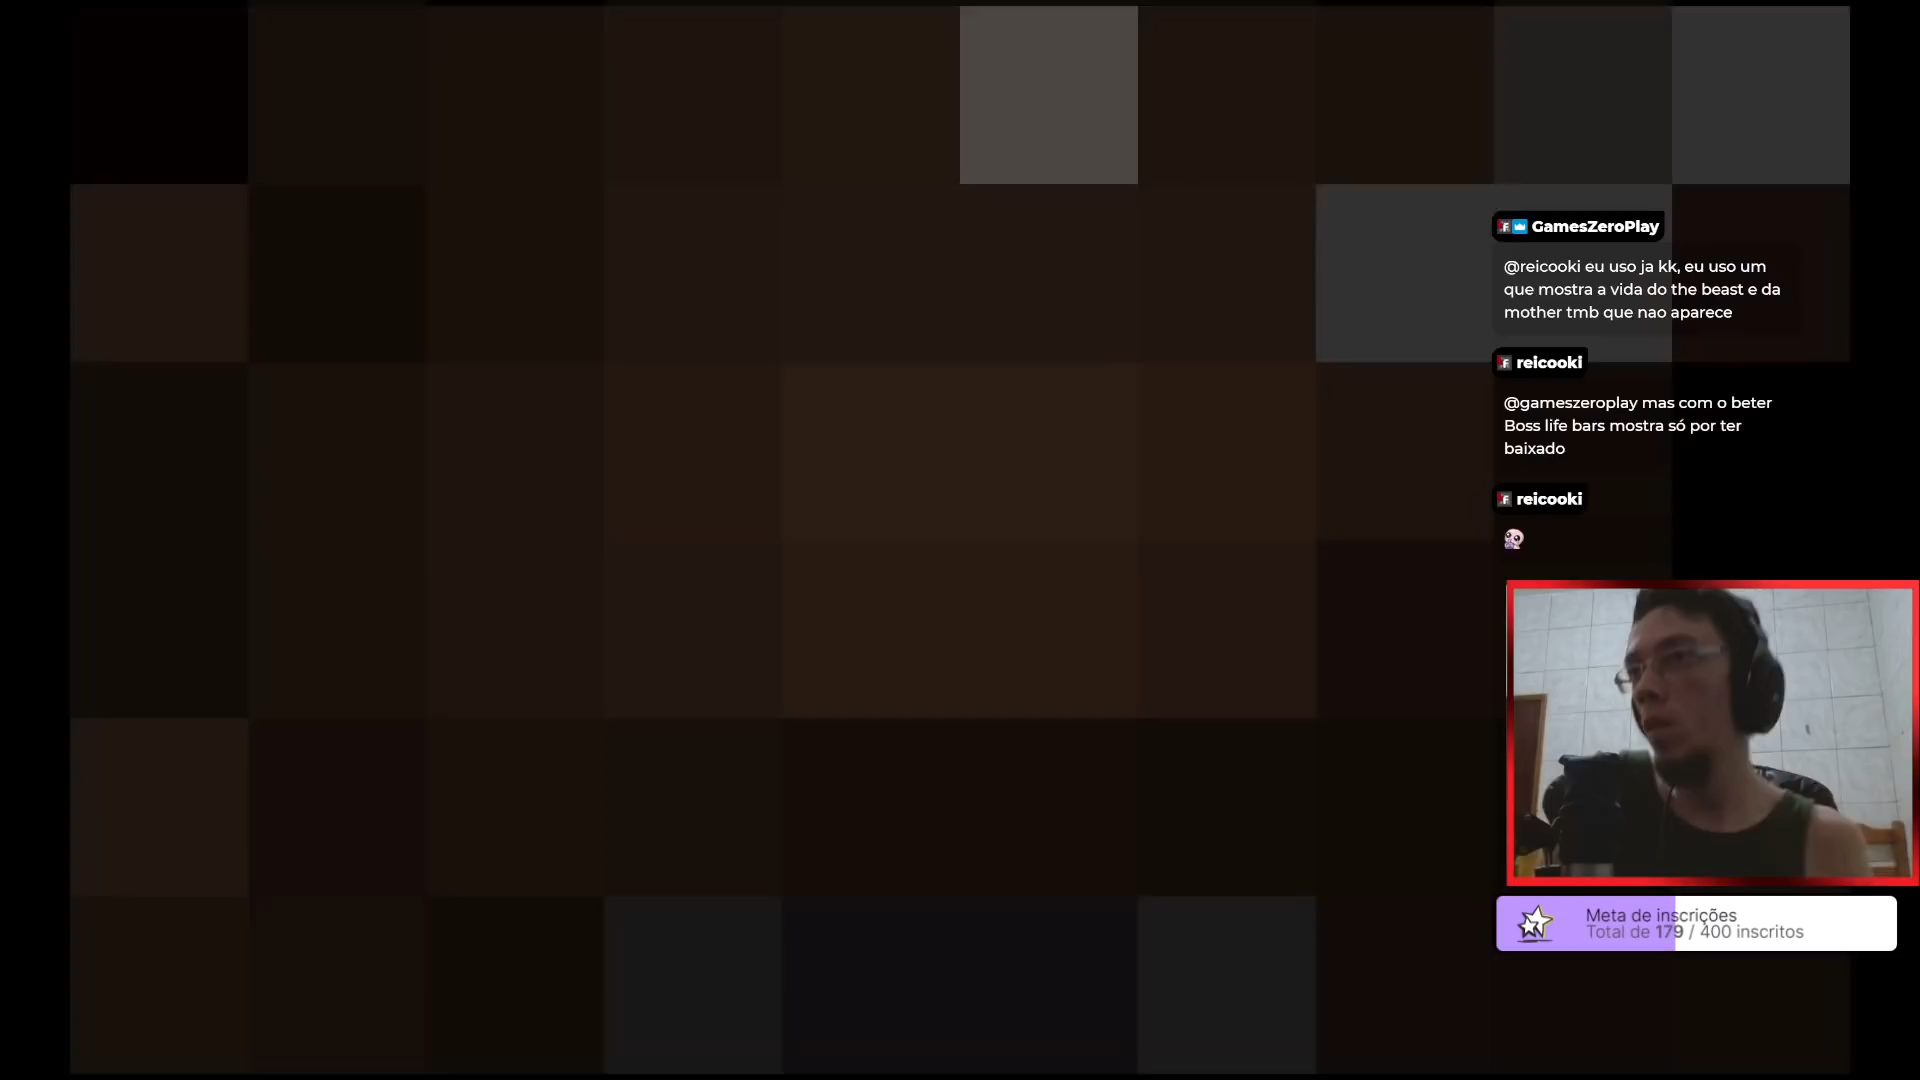 GamesZeroPlay
@reicooki eu uso ja kk, eu uso um
que mostra a vida do the beast e da
mother tmb que nao aparece
reicooki
@gameszeroplay mas com o beter
Boss life bars mostra só por ter
baixado
reicooki
Meta de inscrições
Total de 179 / 400 inscritos